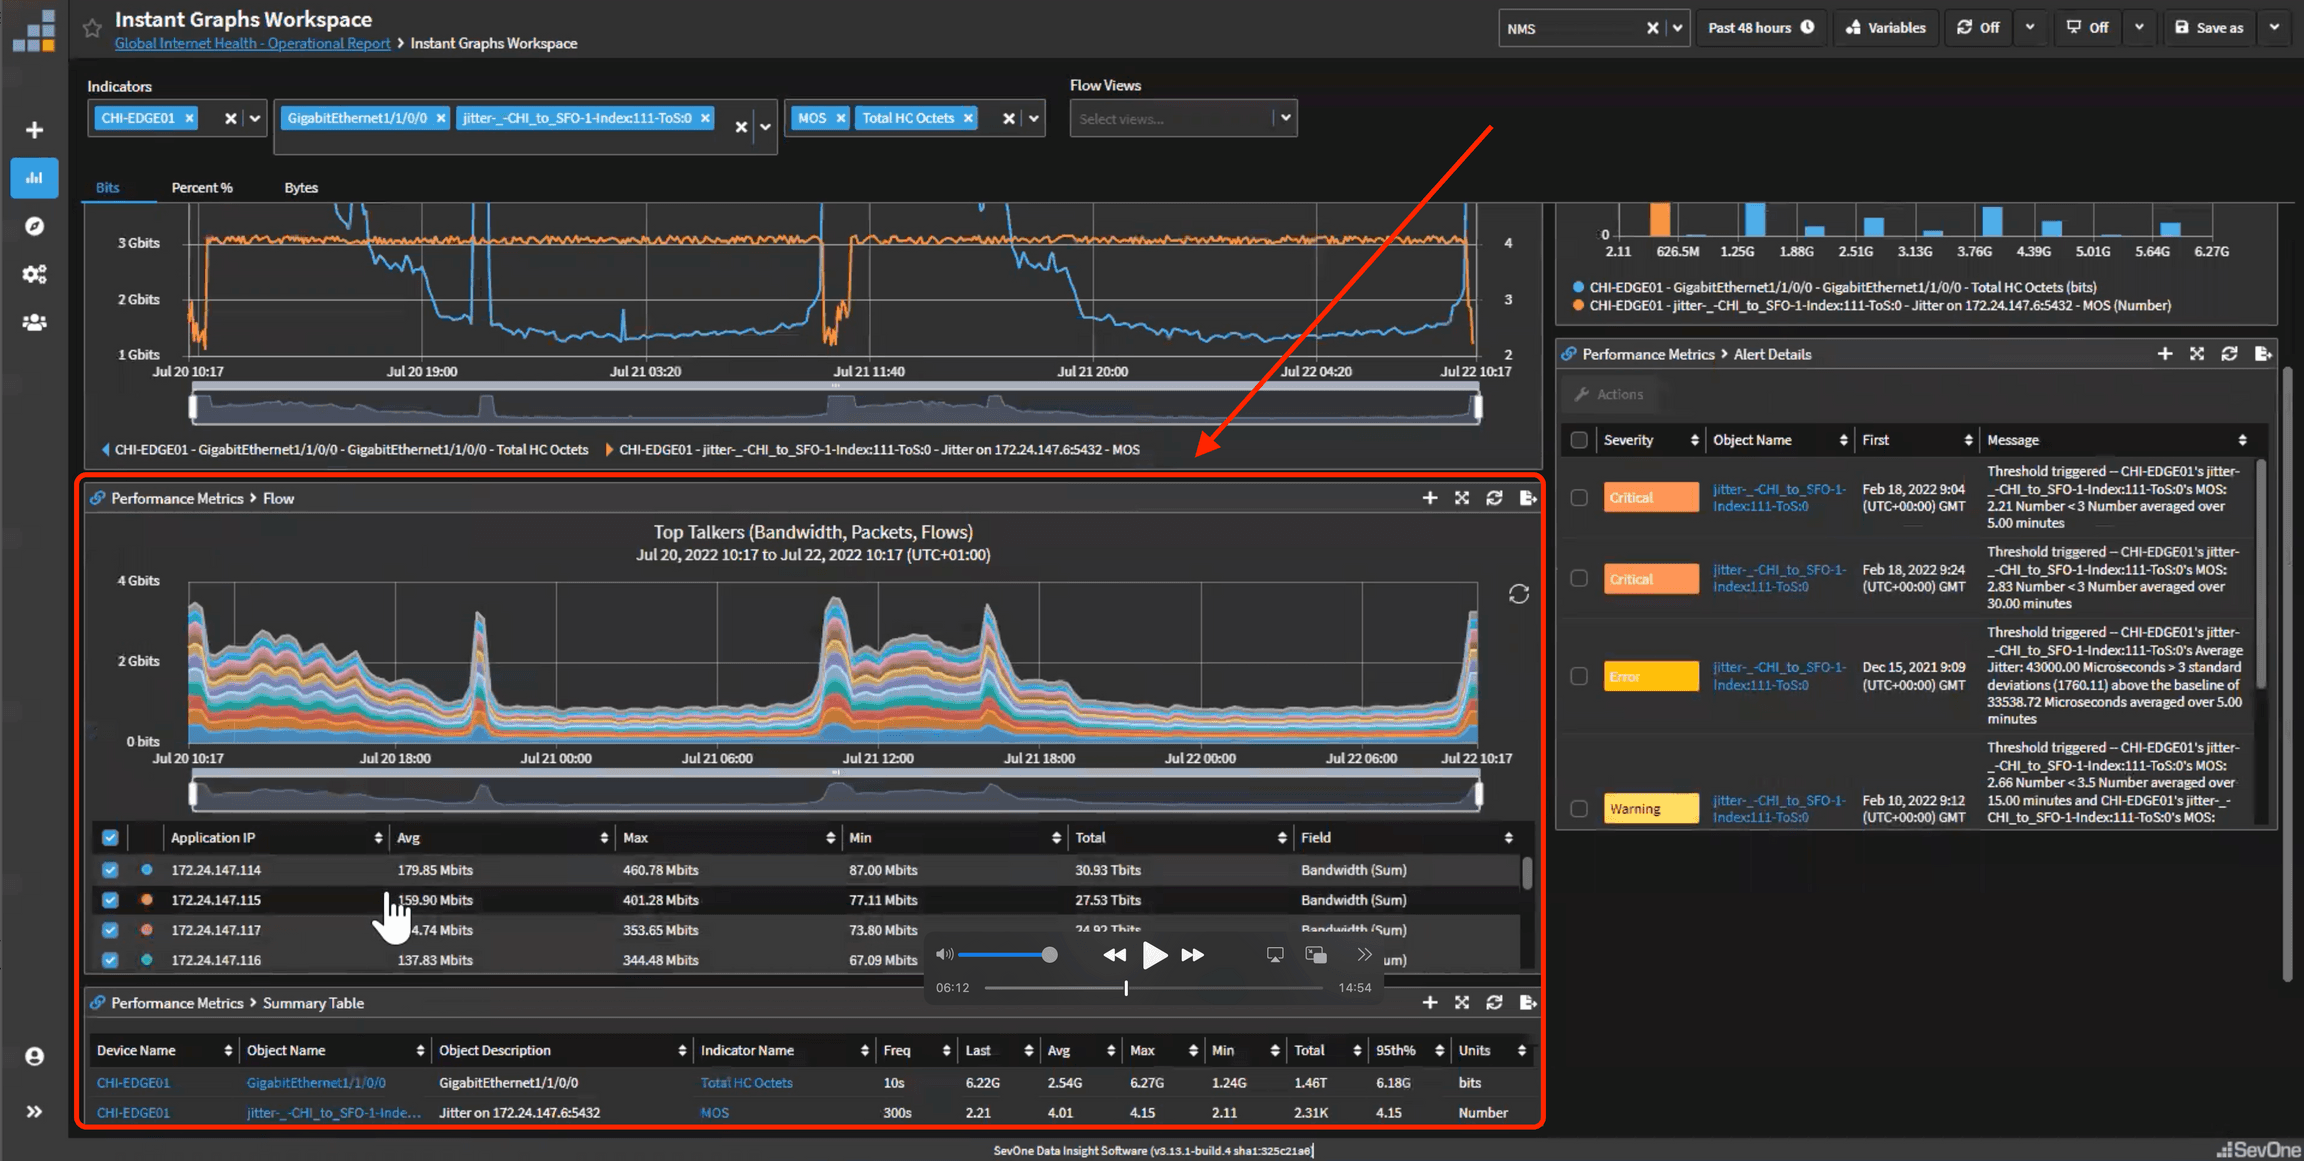 Instant Graphs Workspace
Global Internet Health - Operational Report > Instant Graphs Workspace
NMS
Past 48 hours
Variables
Off
Off
Save as
Indicators
Flow Views
CHI-EDGE01
GigabitEthernet1/1/0/0
jitter-_-CHI_to_SFO-1-Index:111-ToS:0
MOS
Total HC Octets
Select views...
Bits
Percent %
Bytes
3 Gbits
2 Gbits
1 Gbits
4
3
2
Jul 20 10:17
Jul 20 19:00
Jul 21 03:20
Jul 21 11:40
Jul 21 20:00
Jul 22 04:20
Jul 22 10:17
CHI-EDGE01 - GigabitEthernet1/1/0/0 - GigabitEthernet1/1/0/0 - Total HC Octets
CHI-EDGE01 - jitter-_-CHI_to_SFO-1-Index:111-ToS:0 - Jitter on 172.24.147.6:5432 - MOS
0
2.11 626.5M 1.25G 1.88G 2.51G 3.13G 3.76G 4.39G 5.01G 5.64G 6.27G
CHI-EDGE01 - GigabitEthernet1/1/0/0 - GigabitEthernet1/1/0/0 - Total HC Octets (bits)
CHI-EDGE01 - jitter-_-CHI_to_SFO-1-Index:111-ToS:0 - Jitter on 172.24.147.6:5432 - MOS (Number)
Performance Metrics > Alert Details
Actions
Severity Object Name First Message
Critical
jitter-_-CHI_to_SFO-1-
Index:111-ToS:0
Feb 18, 2022 9:04
(UTC+00:00) GMT
Threshold triggered -- CHI-EDGE01's jitter-
_-CHI_to_SFO-1-Index:111-ToS:0's MOS:
2.21 Number < 3 Number averaged over
5.00 minutes
Critical
jitter-_-CHI_to_SFO-1-
Index:111-ToS:0
Feb 18, 2022 9:24
(UTC+00:00) GMT
Threshold triggered -- CHI-EDGE01's jitter-
_-CHI_to_SFO-1-Index:111-ToS:0's MOS:
2.83 Number < 3 Number averaged over
30.00 minutes
Error
jitter-_-CHI_to_SFO-1-
Index:111-ToS:0
Dec 15, 2021 9:09
(UTC+00:00) GMT
Threshold triggered -- CHI-EDGE01's jitter-
_-CHI_to_SFO-1-Index:111-ToS:0's Average
Jitter: 43000.00 Microseconds > 3 standard
deviations (1760.11) above the baseline of
33538.72 Microseconds averaged over 5.00
minutes
Warning
jitter-_-CHI_to_SFO-1-
Index:111-ToS:0
Feb 10, 2022 9:12
(UTC+00:00) GMT
Threshold triggered -- CHI-EDGE01's jitter-
_-CHI_to_SFO-1-Index:111-ToS:0's MOS:
2.66 Number < 3.5 Number averaged over
15.00 minutes and CHI-EDGE01's jitter-_-
CHI_to_SFO-1-Index:111-ToS:0's MOS:
Performance Metrics > Flow
Top Talkers (Bandwidth, Packets, Flows)
Jul 20, 2022 10:17 to Jul 22, 2022 10:17 (UTC+01:00)
4 Gbits
2 Gbits
0 bits
Jul 20 10:17
Jul 20 18:00
Jul 21 00:00
Jul 21 06:00
Jul 21 12:00
Jul 21 18:00
Jul 22 00:00
Jul 22 06:00
Jul 22 10:17
Application IP Avg Max Min Total Field
172.24.147.114 179.85 Mbits 460.78 Mbits 87.00 Mbits 30.93 Tbits Bandwidth (Sum)
172.24.147.115 159.90 Mbits 401.28 Mbits 77.11 Mbits 27.53 Tbits Bandwidth (Sum)
172.24.147.117 4.74 Mbits 353.65 Mbits 73.80 Mbits 24.92 Tbits Bandwidth (Sum)
172.24.147.116 137.83 Mbits 344.48 Mbits 67.09 Mbits um)
06:12
14:54
Performance Metrics > Summary Table
Device Name Object Name Object Description Indicator Name Freq Last Avg Max Min Total 95th% Units
CHI-EDGE01 GigabitEthernet1/1/0/0 GigabitEthernet1/1/0/0 Total HC Octets 10s 6.22G 2.54G 6.27G 1.24G 1.46T 6.18G bits
CHI-EDGE01 jitter-_-CHI_to_SFO-1-Inde... Jitter on 172.24.147.6:5432 MOS 300s 2.21 4.01 4.15 2.11 2.31K 4.15 Number
SevOne Data Insight Software (v3.13.1-build.4 sha1:325c21a6)
SevOne